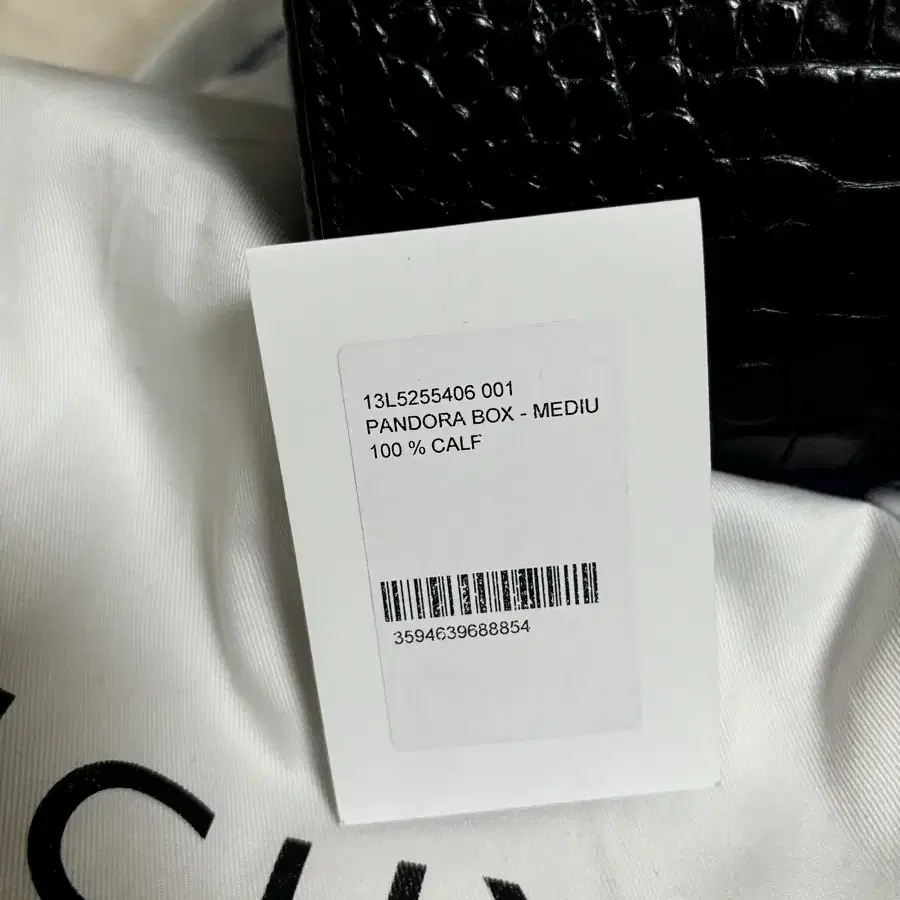 13L5255406 001
PANDORA BOX - MEDIU
100 % CALF
3594639688854